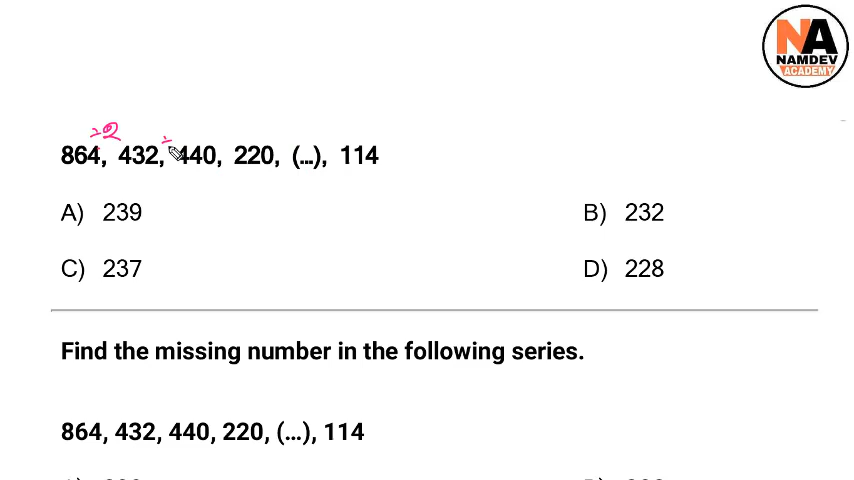 NA
NAMDEV
ACADEMY
÷2 ÷
864, 432, 440, 220, (...), 114
A) 239 B) 232
C) 237 D) 228
Find the missing number in the following series.
864, 432, 440, 220, (...), 114